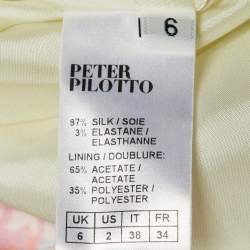 6
PETER
PILOTTO
97% SILK / SOIE
3% ELASTANE /
ELASTHANNE
LINING / DOUBLURE:
65% ACETATE /
ACETATE
35% POLYESTER /
POLYESTER
UK US IT FR
6 2 38 34